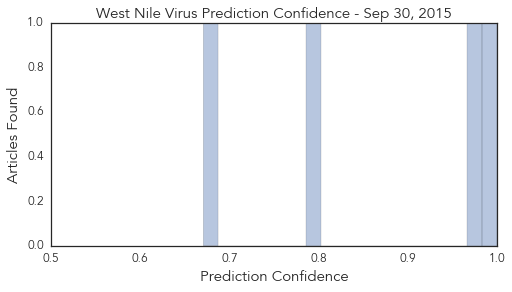 West Nile Virus Prediction Confidence - Sep 30, 2015
1.0
0.8
0.6
0.4
0.2
0.0
Articles Found
0.5 0.6 0.7 0.8 0.9 1.0
Prediction Confidence